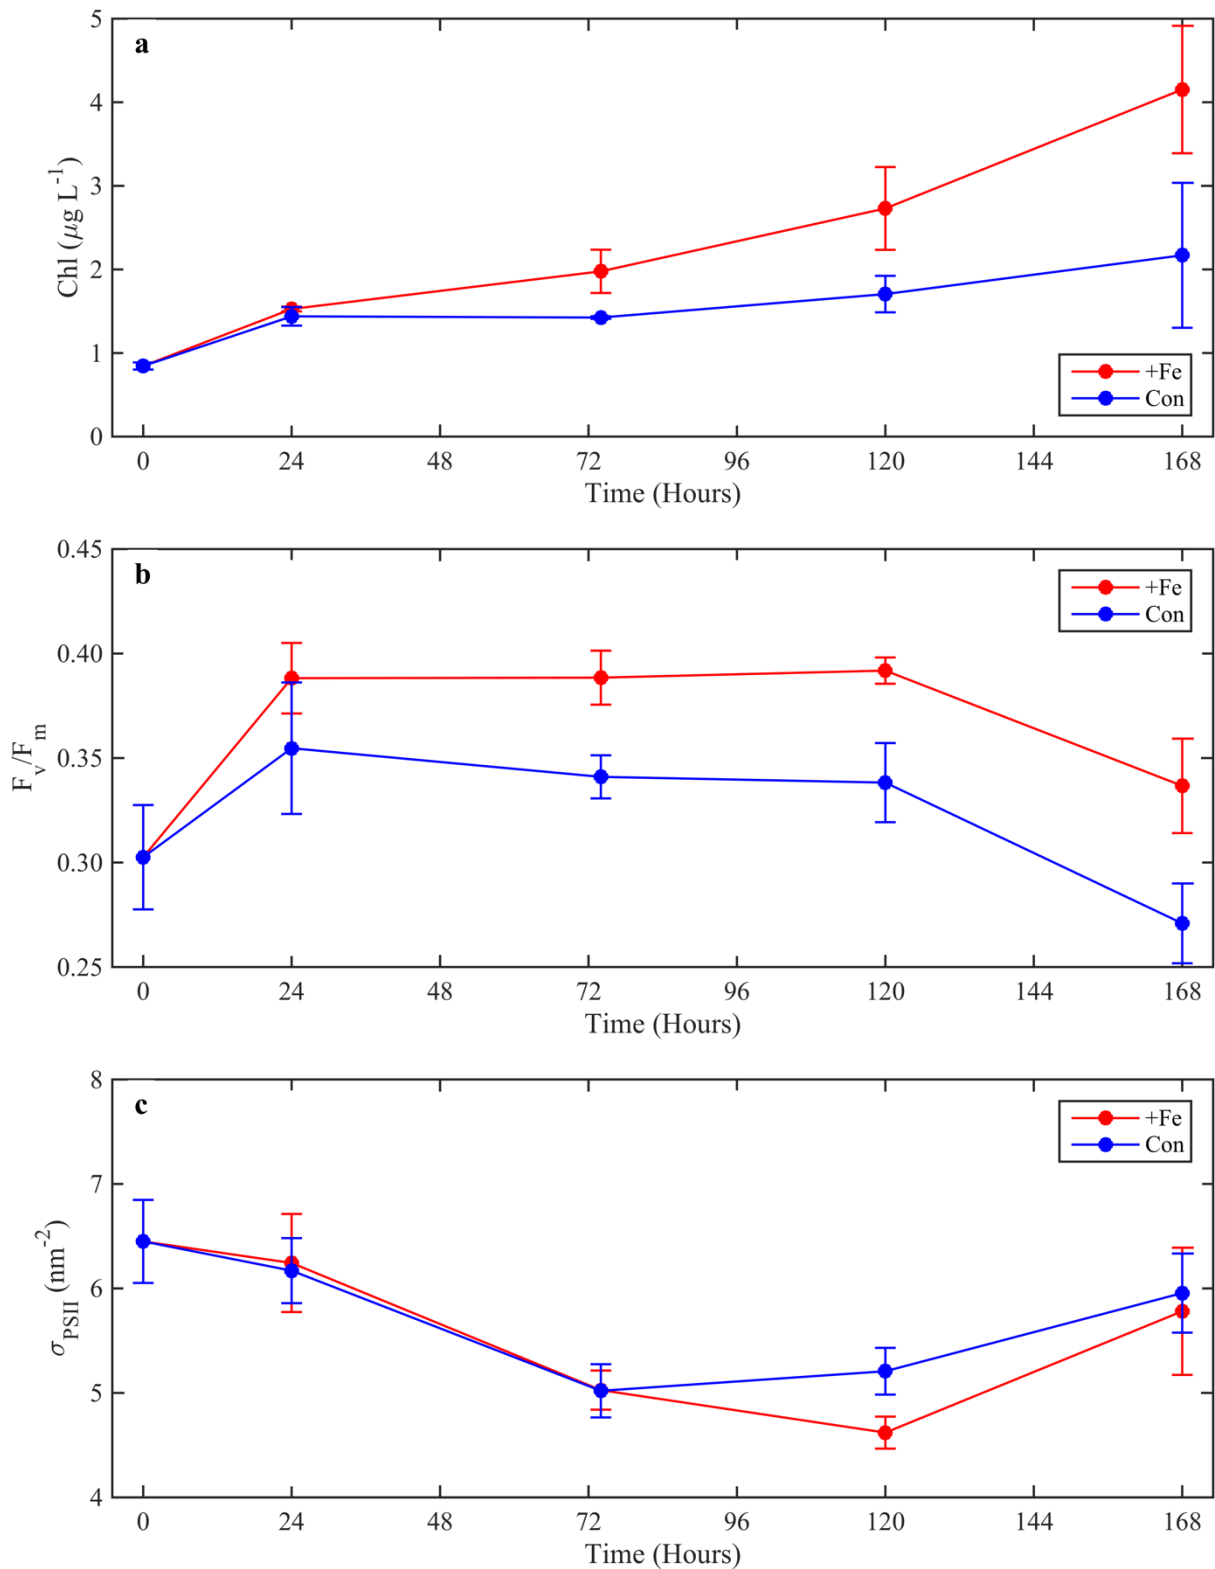 a
5
4
3
2
1
0
Chl (μg L⁻¹)
+Fe
Con
0 24 48 72 96 120 144 168
Time (Hours)
b
0.45
0.40
0.35
0.30
0.25
Fᵥ/Fₘ
+Fe
Con
0 24 48 72 96 120 144 168
Time (Hours)
c
8
7
6
5
4
σPSII (nm⁻²)
+Fe
Con
0 24 48 72 96 120 144 168
Time (Hours)